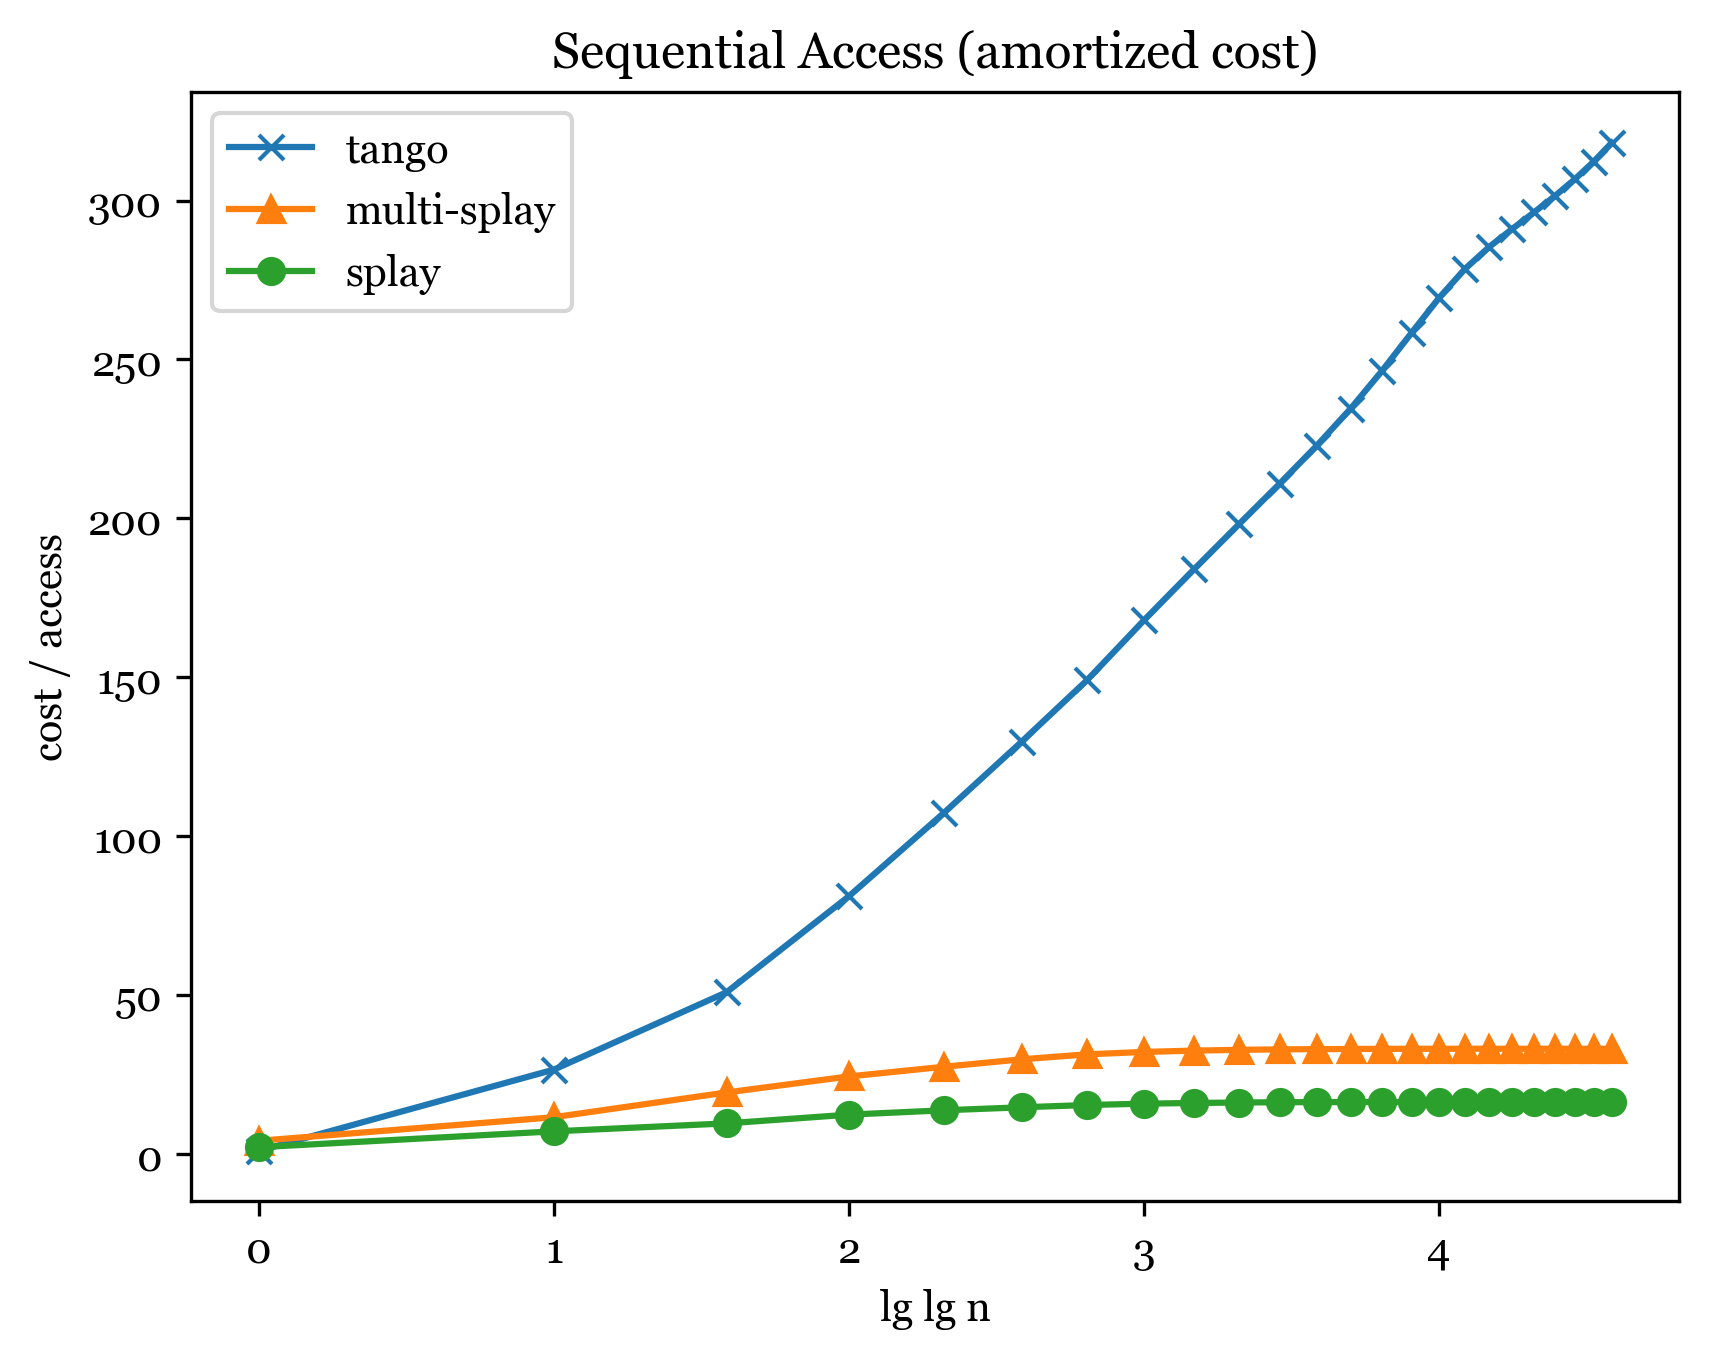 Sequential Access (amortized cost)
tango
multi-splay
splay
300
250
200
150
100
50
0
cost / access
0 1 2 3 4
lg lg n